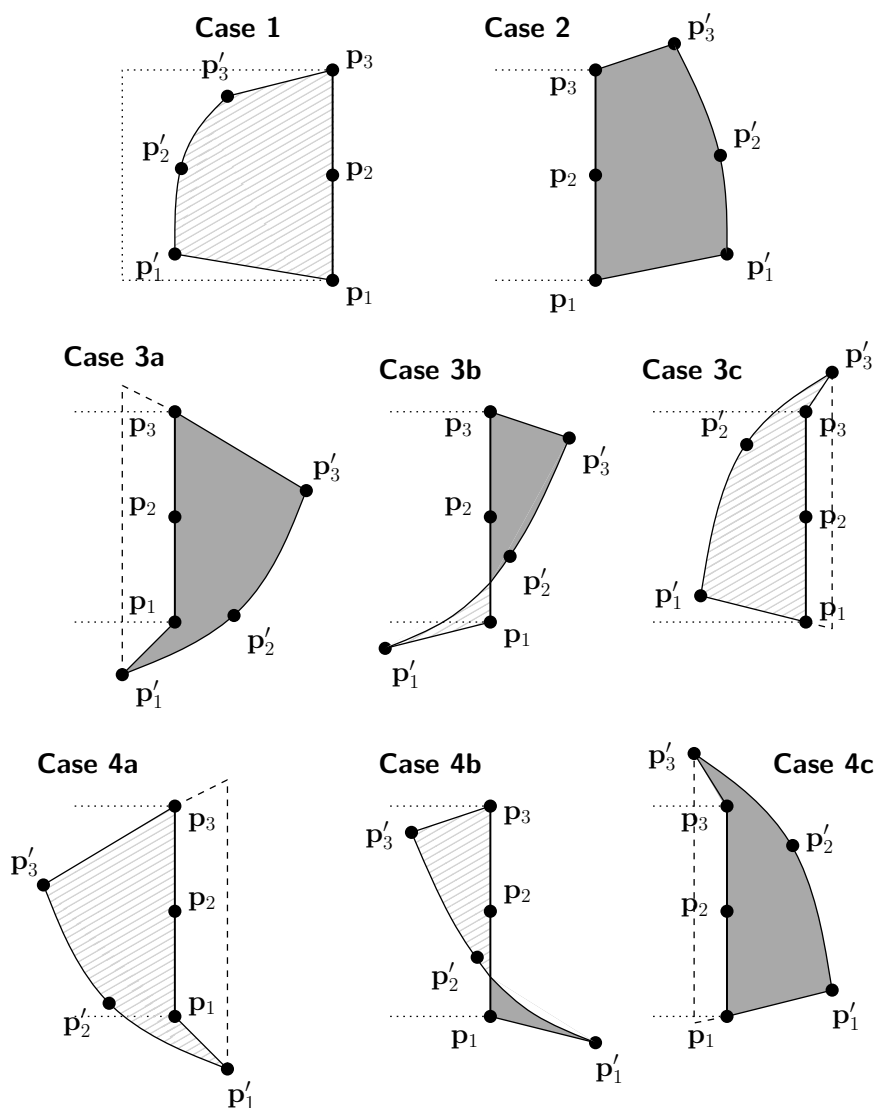 Case 1
p₃
p′₃
p′₂
p₂
p′₁
p₁
Case 2
p′₃
p₃
p′₂
p₂
p′₁
p₁
Case 3a
p₃
p′₃
p₂
p₁
p′₂
p′₁
Case 3b
p₃
p′₃
p₂
p′₂
p₁
p′₁
Case 3c
p′₃
p′₂
p₃
p₂
p′₁
p₁
Case 4a
p₃
p′₃
p₂
p₁
p′₂
p′₁
Case 4b
p₃
p′₃
p₂
p′₂
p₁
p′₁
Case 4c
p′₃
p₃
p′₂
p₂
p′₁
p₁